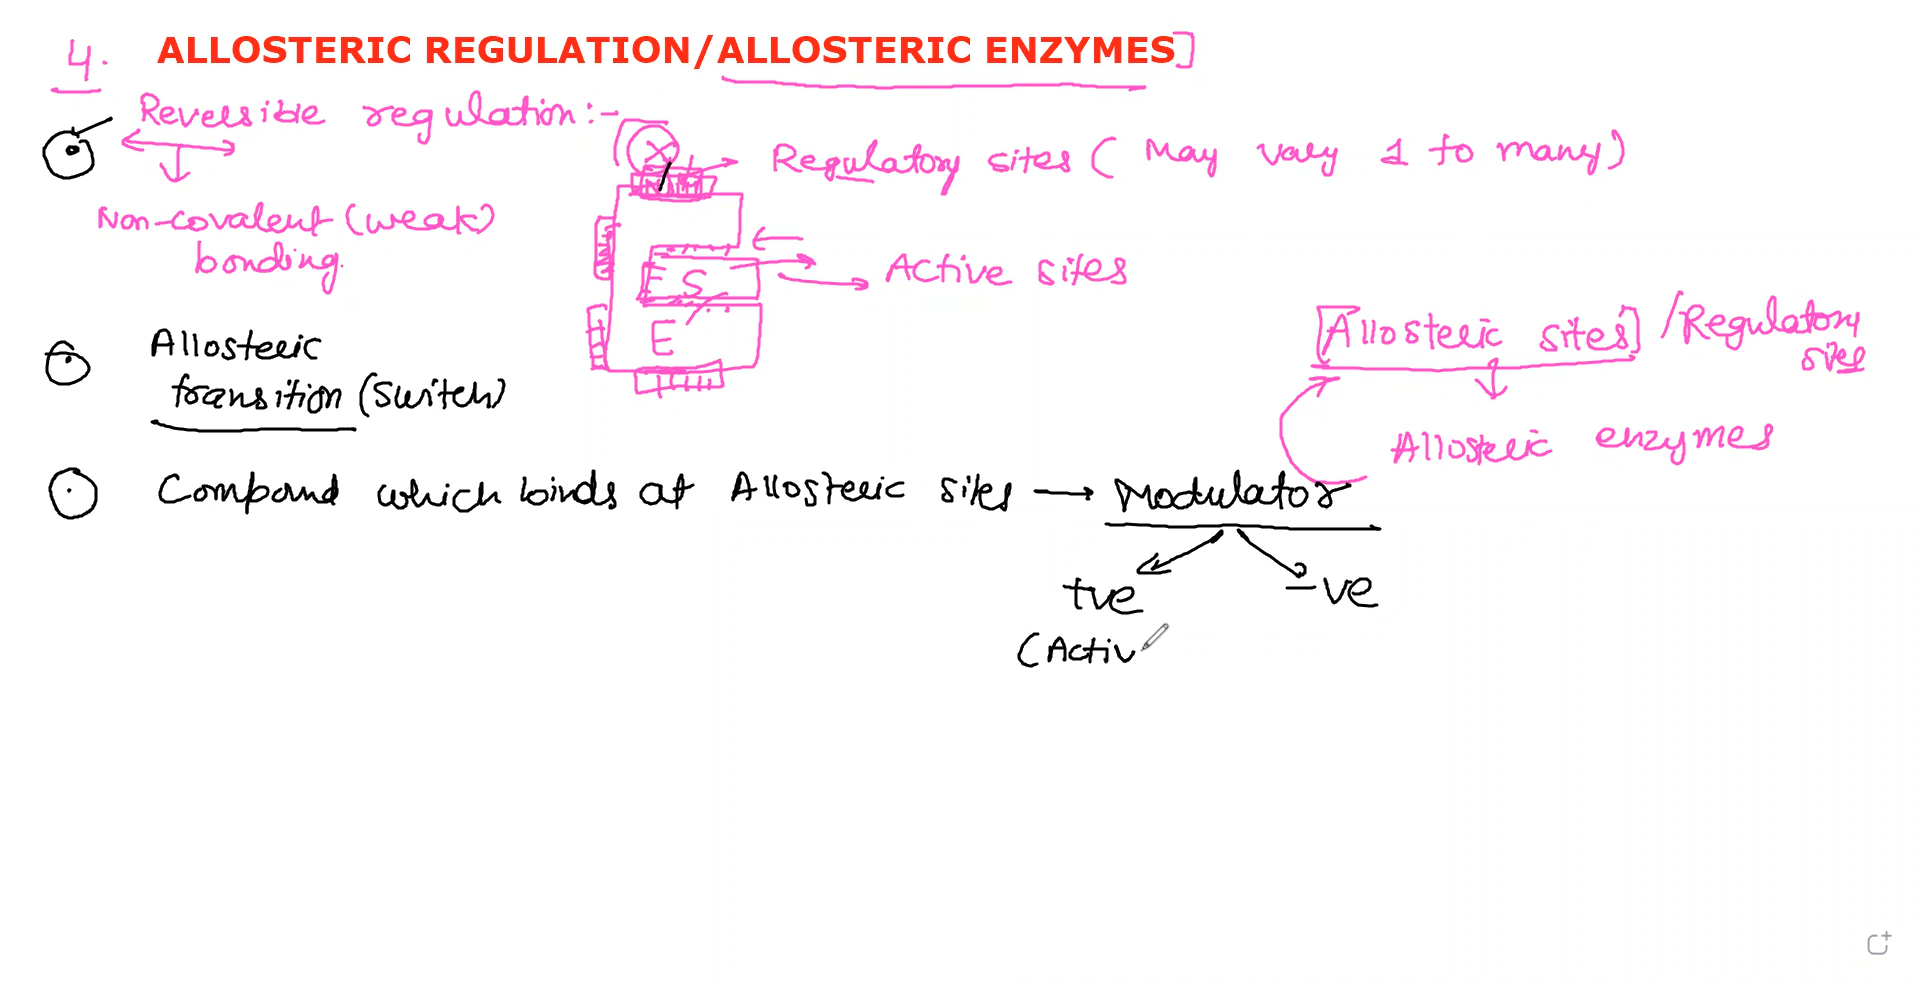 4. ALLOSTERIC REGULATION/ALLOSTERIC ENZYMES]
Reversible regulation:-
Non-covalent (weak)
bonding.
X
Regulatory sites ( May vary 1 to many)
S
Active sites
E
[Allosteric sites] /Regulatory
sites
Allosteric enzymes
Allosteric
transition (switch)
Compound which binds at Allosteric sites → Modulator
+ve
-ve
(Activ